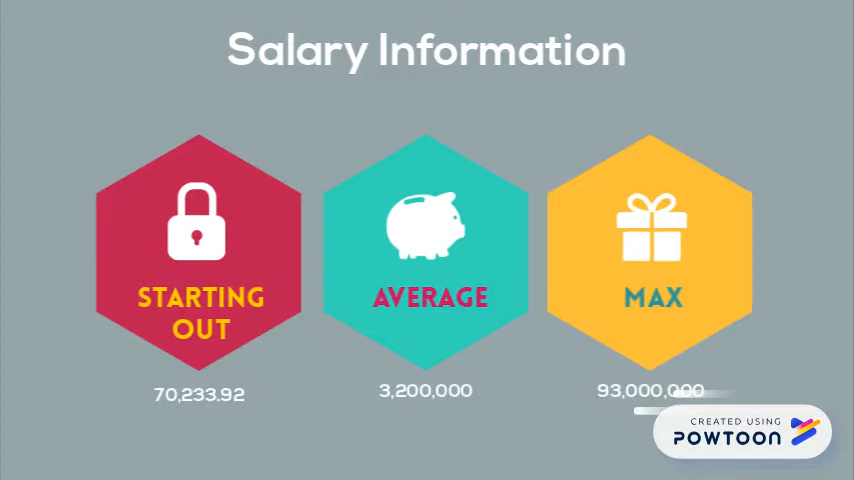 Salary Information
STARTING
OUT
AVERAGE
MAX
70,233.92
3,200,000
93,000,000
CREATED USING
POWTOON